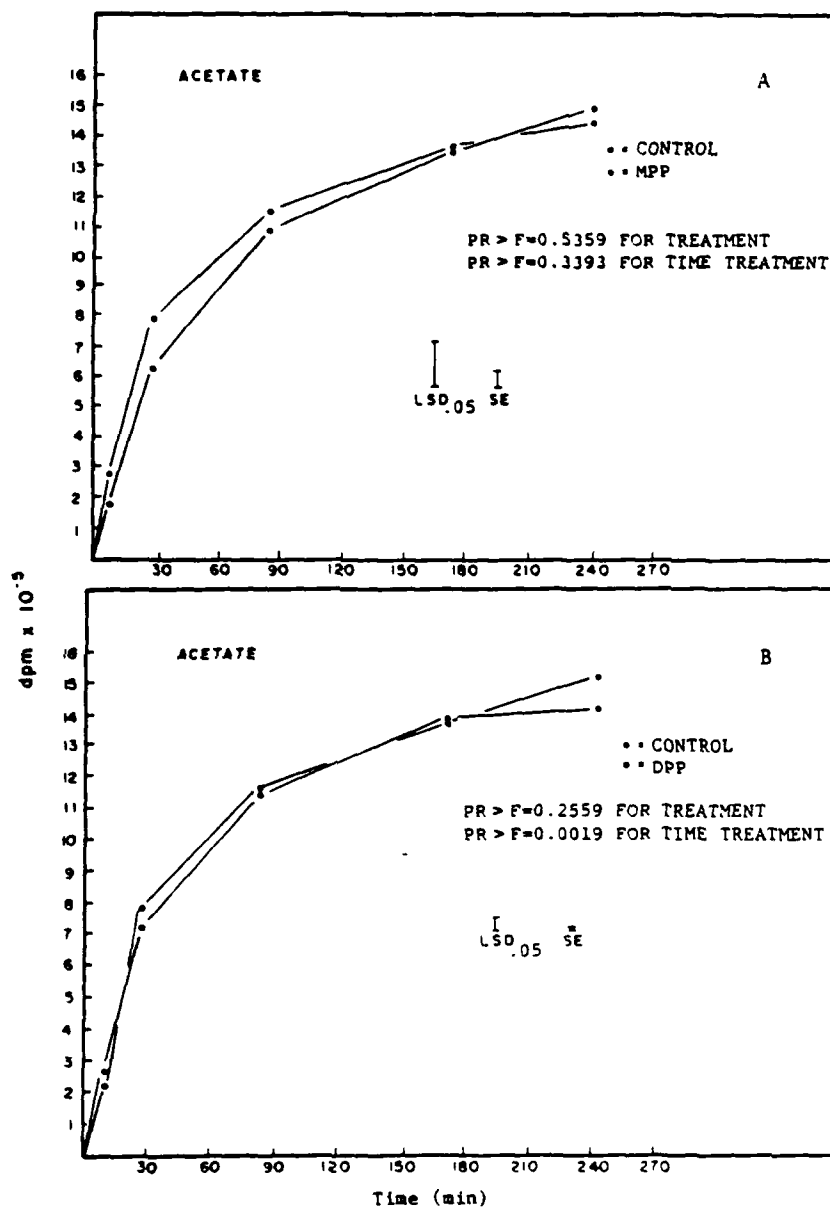 ACETATE
A
16
15
14
13
12
11
10
9
8
7
6
5
4
3
2
1
• = CONTROL
• = MPP
PR > F=0.5359 FOR TREATMENT
PR > F=0.3393 FOR TIME TREATMENT
LSD.05 SE
30 60 90 120 150 180 210 240 270
dpm x 10-5
ACETATE
B
16
15
14
13
12
11
10
9
8
7
6
5
4
3
2
1
• = CONTROL
• = DPP
PR > F=0.2559 FOR TREATMENT
PR > F=0.0019 FOR TIME TREATMENT
LSD.05 SE
30 60 90 120 150 180 210 240 270
Time (min)